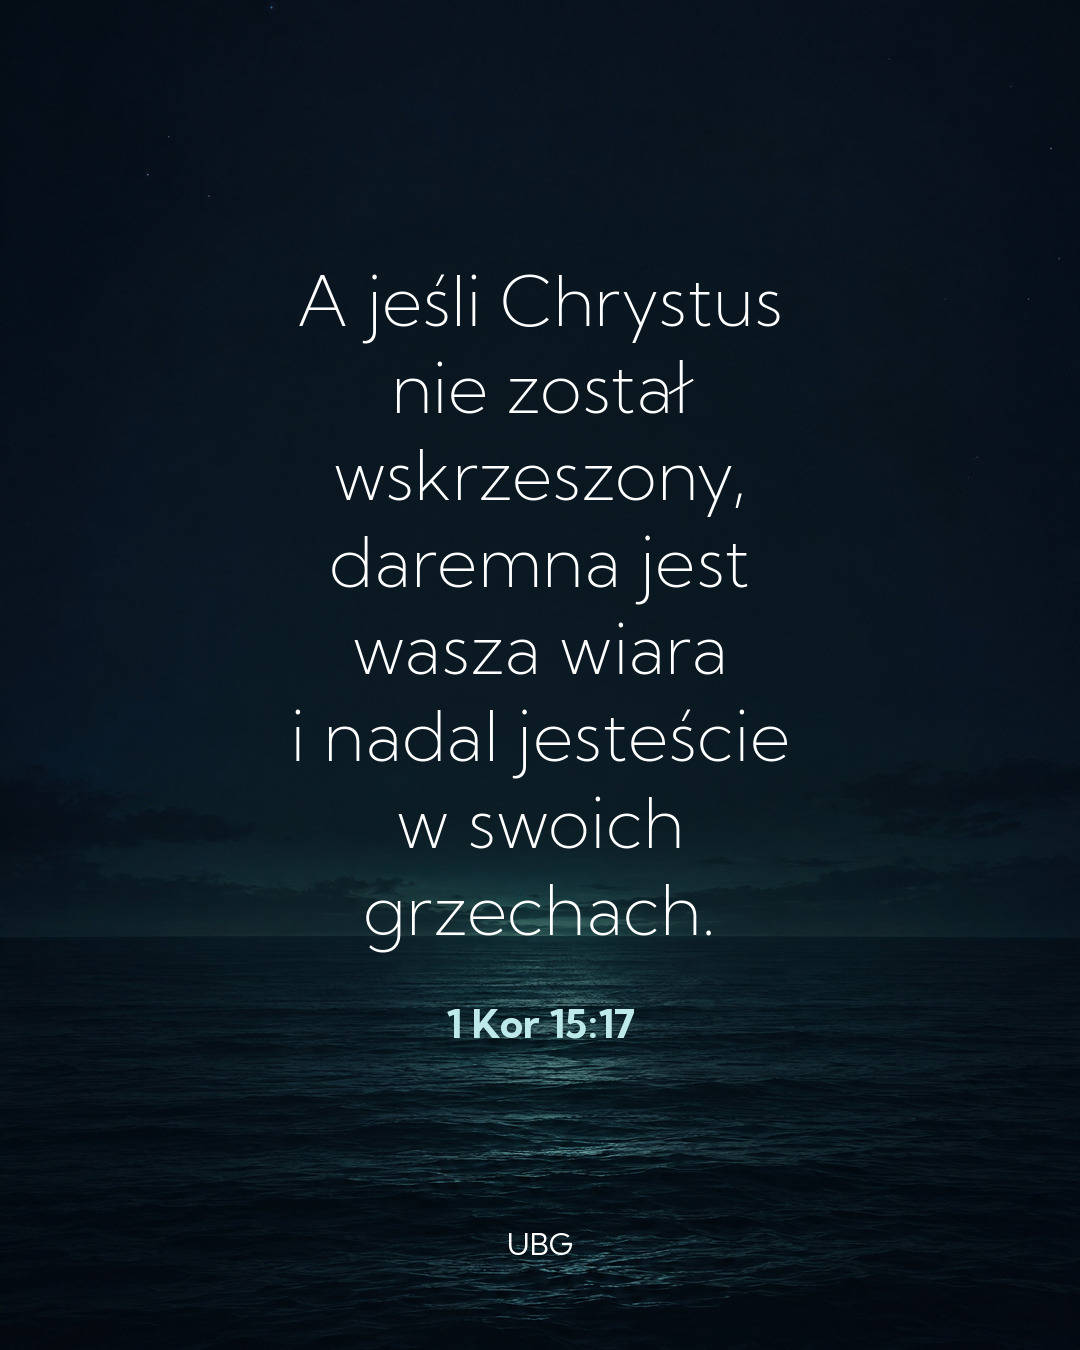 A jeśli Chrystus
nie został
wskrzeszony,
daremna jest
wasza wiara
i nadal jesteście
w swoich
grzechach.
1 Kor 15:17
UBG